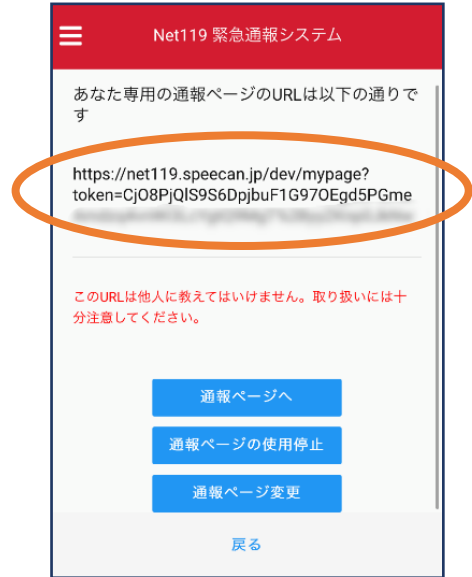 Net119 緊急通報システム
あなた専用の通報ページのURLは以下の通りで
す
https://net119.speecan.jp/dev/mypage?
token=CjO8PjQlS9S6DpjbuF1G97OEgd5PGme
このURLは他人に教えてはいけません。取り扱いには十
分注意してください。
通報ページへ
通報ページの使用停止
通報ページ変更
戻る